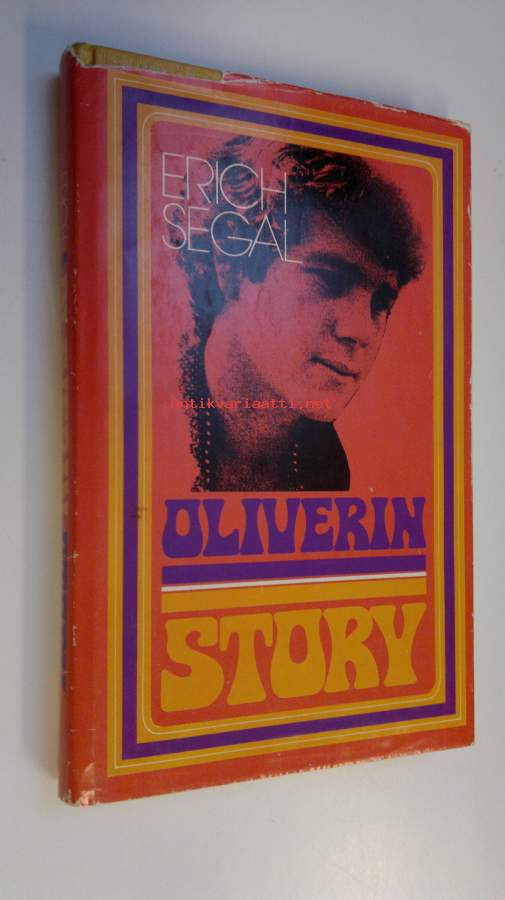 ERICH
SEGAL
antikvariaatti.net
OLIVERIN
STORY